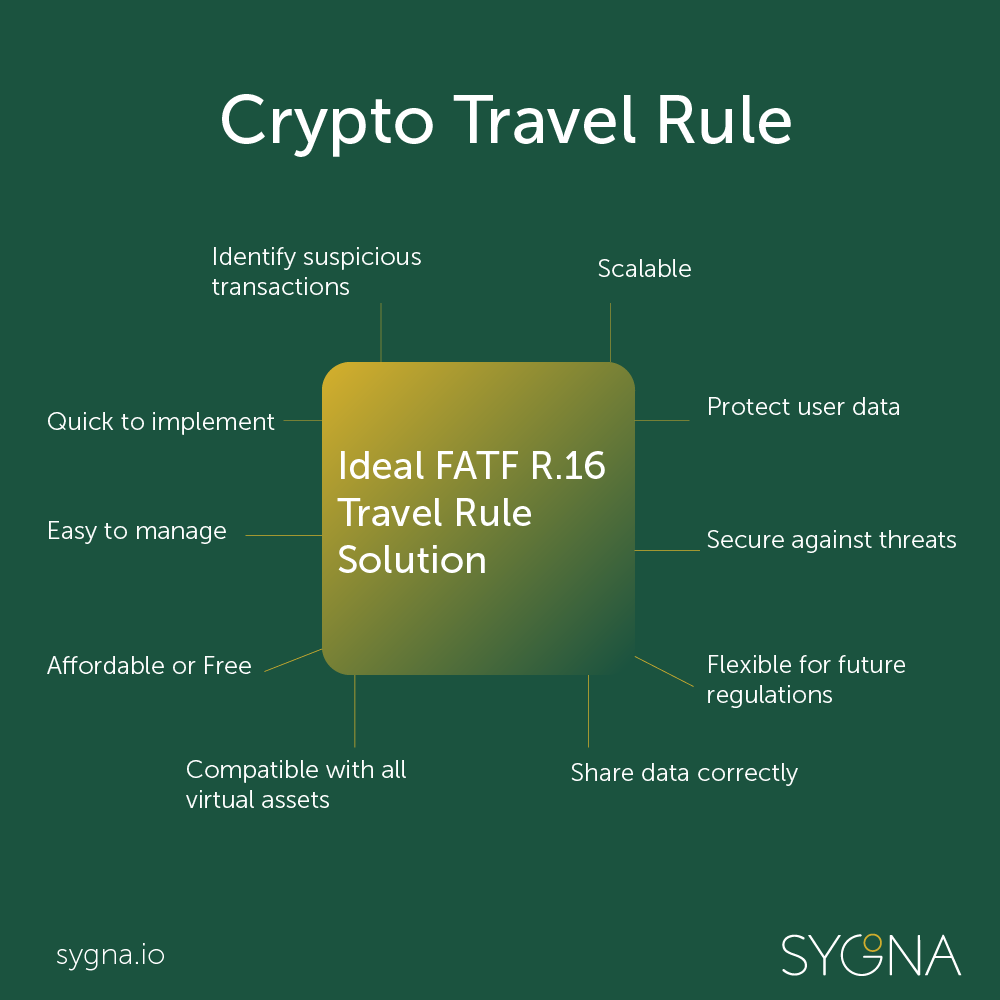 Crypto Travel Rule
Identify suspicious
transactions
Scalable
Quick to implement
Protect user data
Ideal FATF R.16
Travel Rule
Solution
Easy to manage
Secure against threats
Affordable or Free
Flexible for future
regulations
Compatible with all
virtual assets
Share data correctly
sygna.io
SYGNA